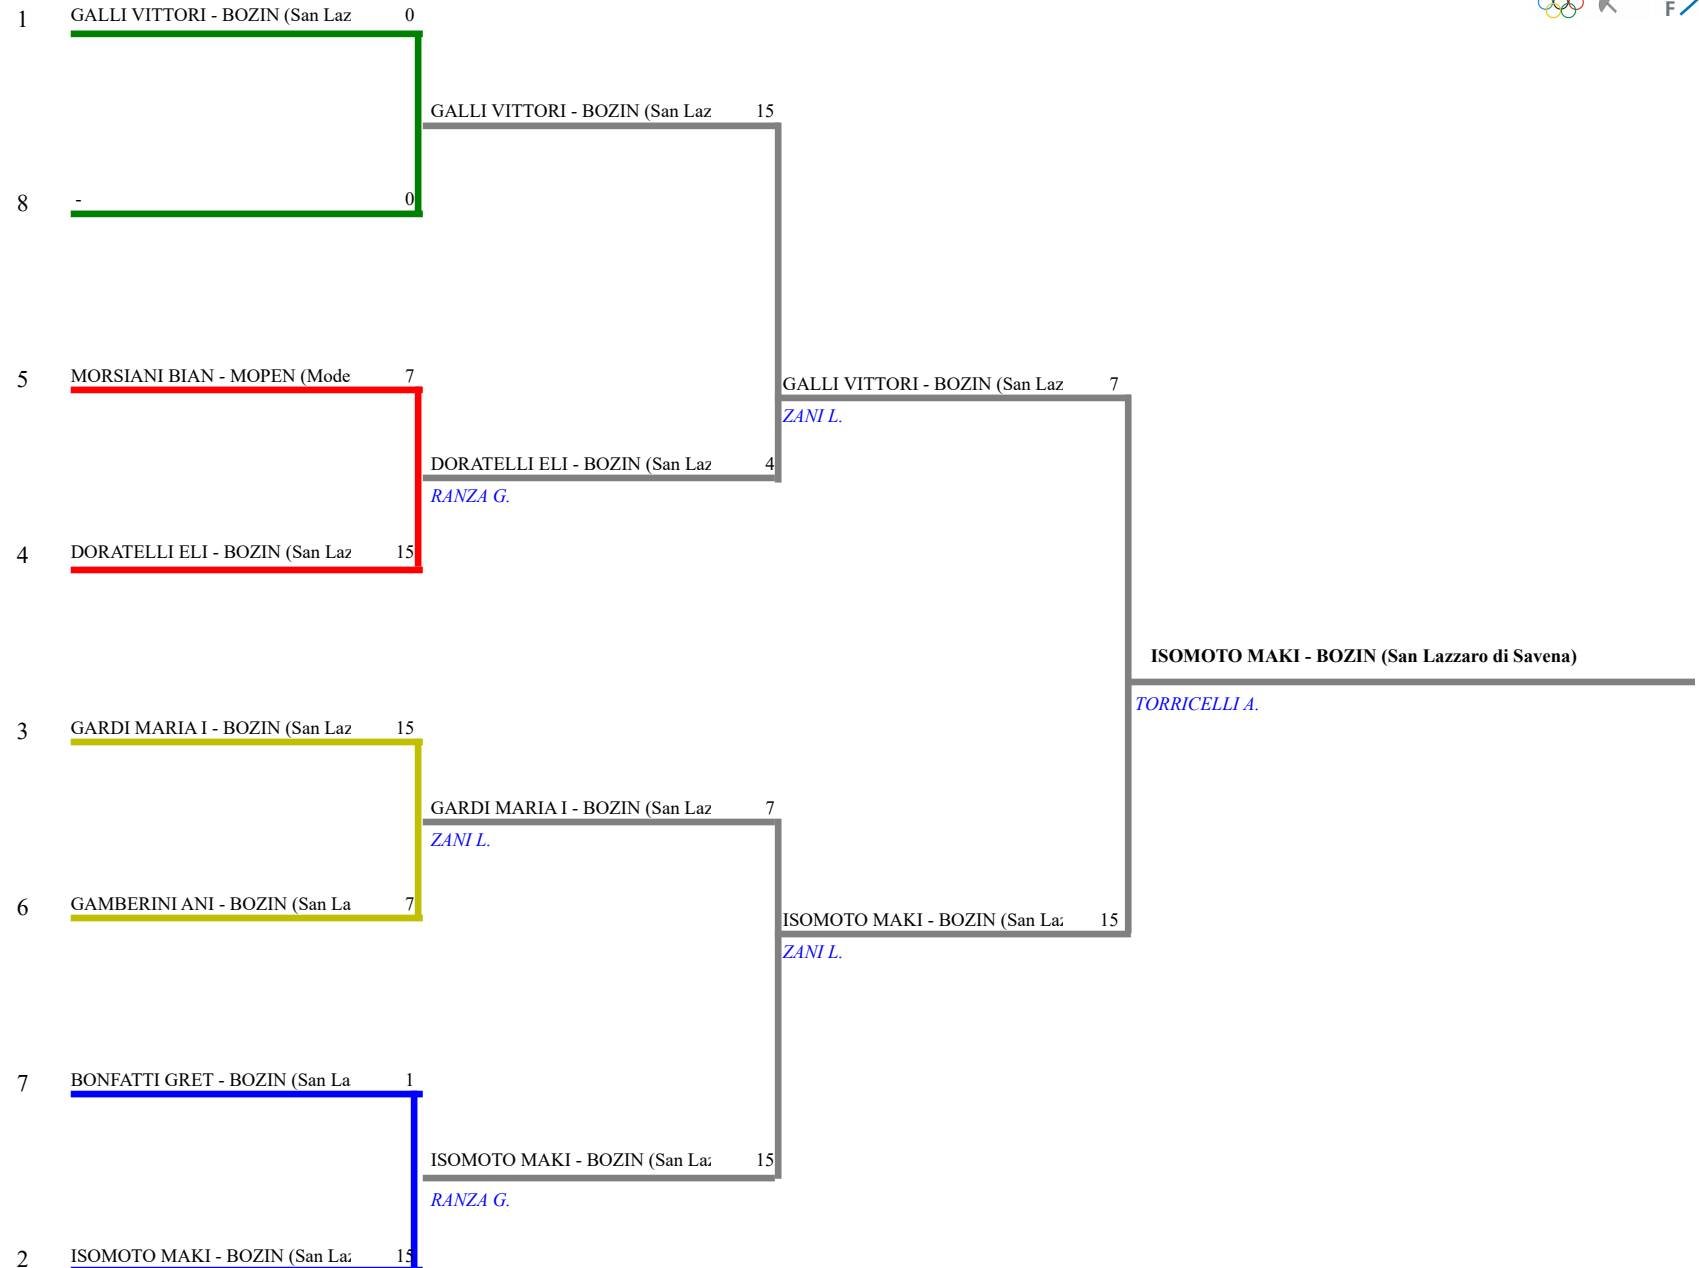 F
1 GALLI VITTORI - BOZIN (San Laz 0
GALLI VITTORI - BOZIN (San Laz 15
8 - 0
5 MORSIANI BIAN - MOPEN (Mode 7
GALLI VITTORI - BOZIN (San Laz 7
ZANI L.
DORATELLI ELI - BOZIN (San Laz 4
RANZA G.
4 DORATELLI ELI - BOZIN (San Laz 15
ISOMOTO MAKI - BOZIN (San Lazzaro di Savena)
TORRICELLI A.
3 GARDI MARIA I - BOZIN (San Laz 15
GARDI MARIA I - BOZIN (San Laz 7
ZANI L.
6 GAMBERINI ANI - BOZIN (San La 7
ISOMOTO MAKI - BOZIN (San Laz 15
ZANI L.
7 BONFATTI GRET - BOZIN (San La 1
ISOMOTO MAKI - BOZIN (San Laz 15
RANZA G.
2 ISOMOTO MAKI - BOZIN (San Laz 15